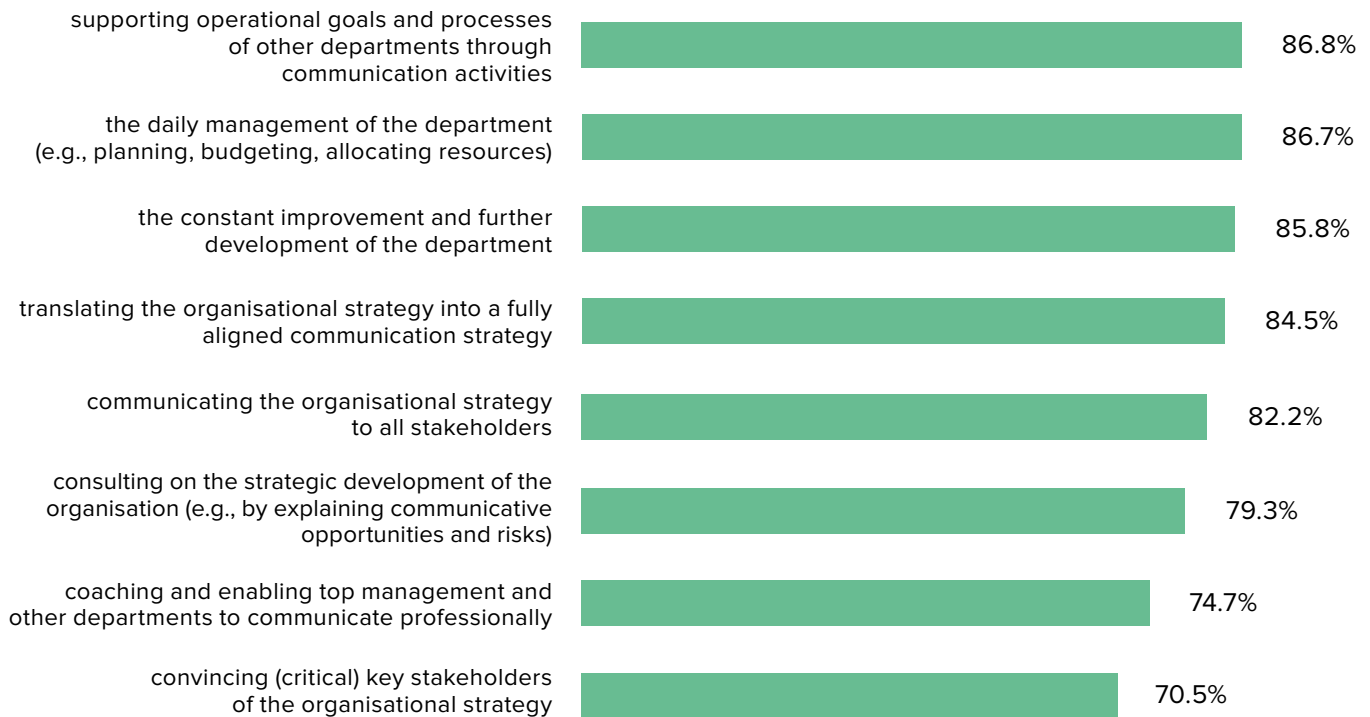 supporting operational goals and processes
of other departments through
communication activities
86.8%
the daily management of the department
(e.g., planning, budgeting, allocating resources)
86.7%
the constant improvement and further
development of the department
85.8%
translating the organisational strategy into a fully
aligned communication strategy
84.5%
communicating the organisational strategy
to all stakeholders
82.2%
consulting on the strategic development of the
organisation (e.g., by explaining communicative
opportunities and risks)
79.3%
coaching and enabling top management and
other departments to communicate professionally
74.7%
convincing (critical) key stakeholders
of the organisational strategy
70.5%